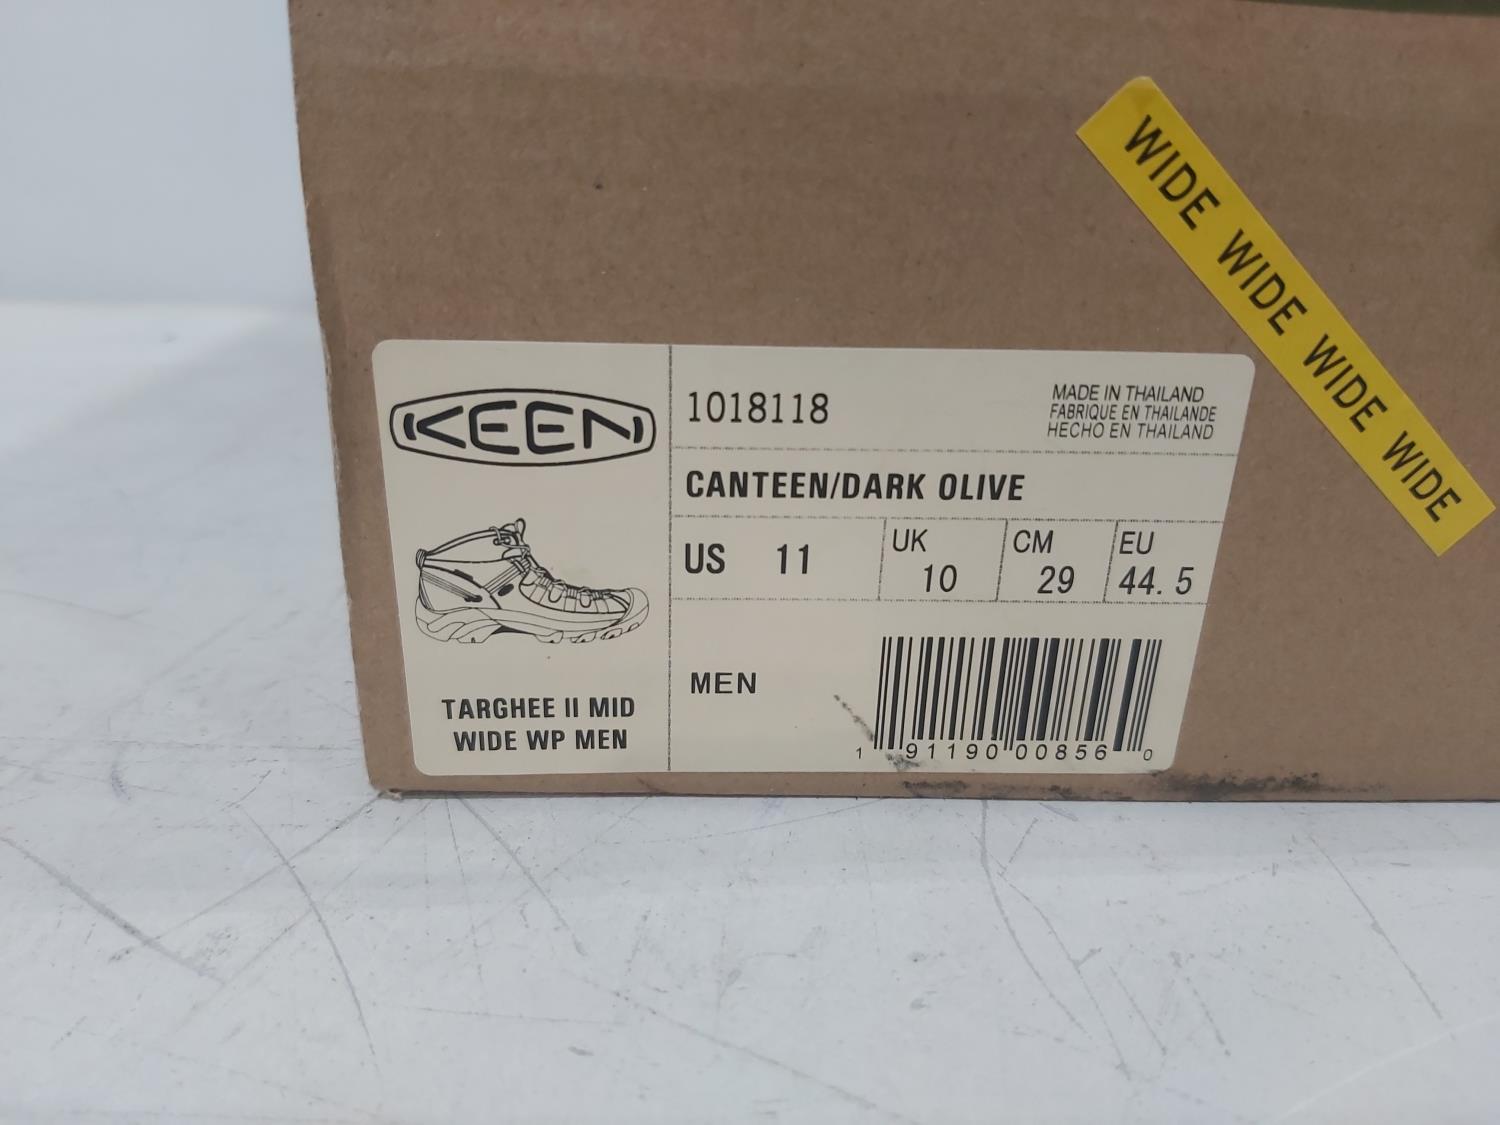 WIDE WIDE WIDE WIDE
KEEN
TARGHEE II MID
WIDE WP MEN
1018118
MADE IN THAILAND
FABRIQUE EN THAILANDE
HECHO EN THAILAND
CANTEEN/DARK OLIVE
US 11
UK 10
CM 29
EU 44.5
MEN
1 91190 00856 0